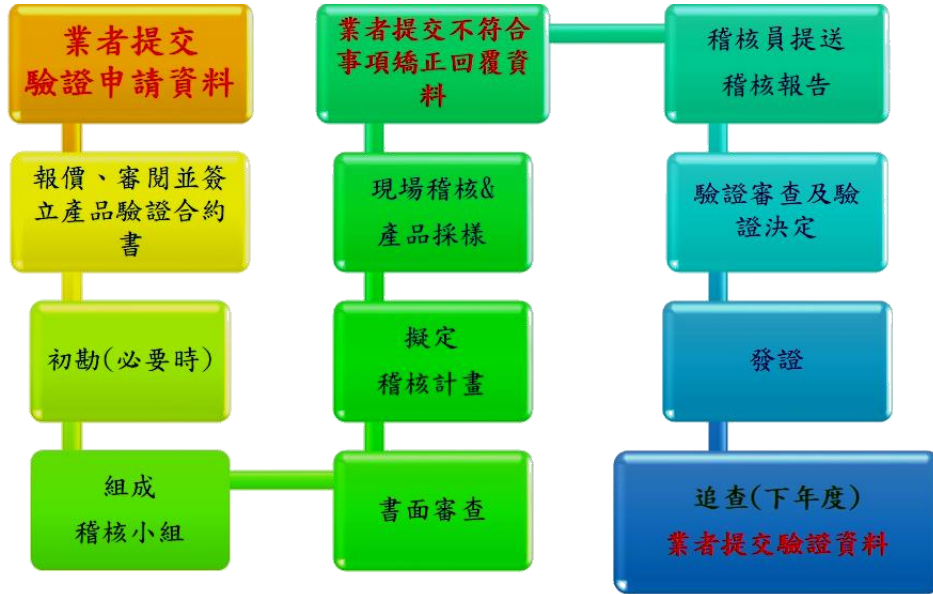 業者提交
驗證申請資料
報價、審閱並簽
立產品驗證合約
書
初勘(必要時)
組成
稽核小組
書面審查
擬定
稽核計畫
現場稽核&
產品採樣
業者提交不符合
事項矯正回覆資
料
稽核員提送
稽核報告
驗證審查及驗
證決定
發證
追查(下年度)
業者提交驗證資料